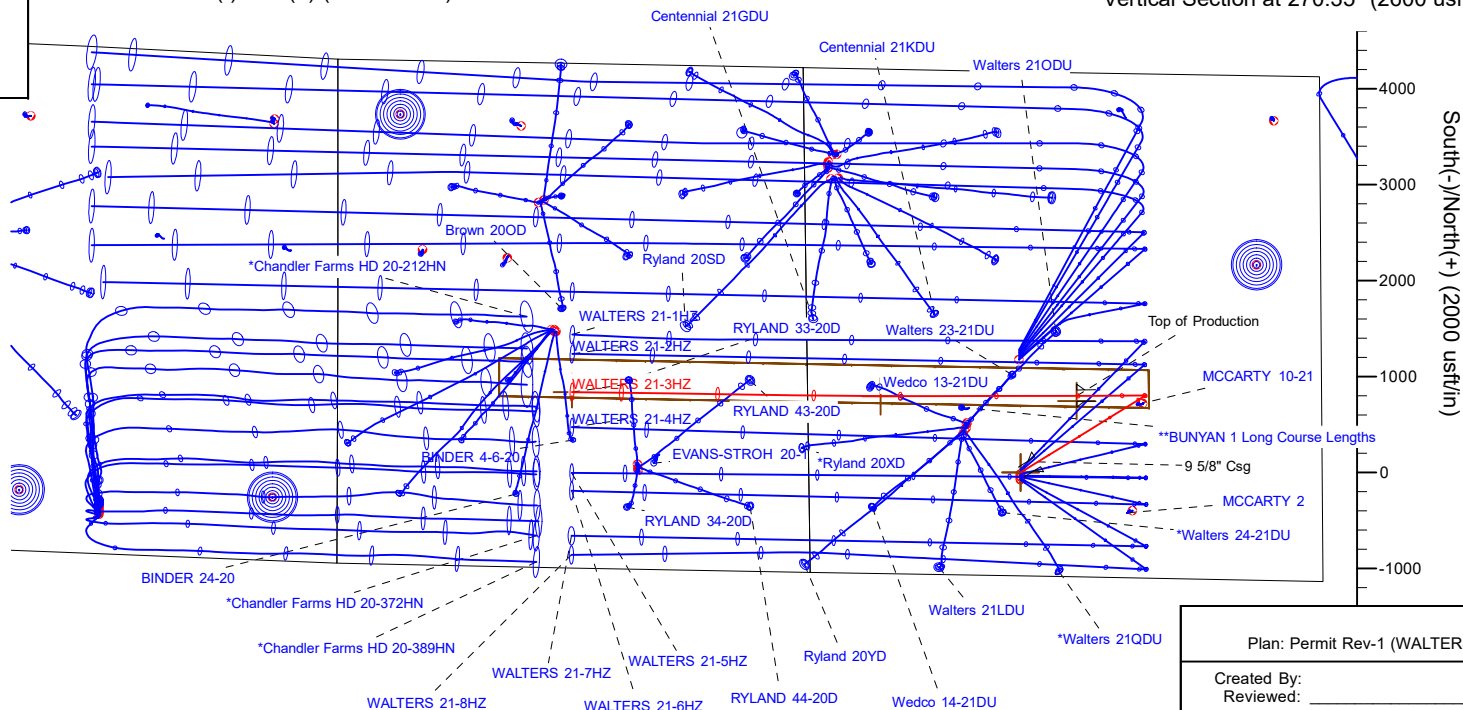 Vertical Section at 270.35° (2000 usf
Centennial 21GDU
Centennial 21KDU
Walters 21ODU
4000
South(-)/North(+) (2000 usft/in)
3000
Brown 20OD
*Chandler Farms HD 20-212HN
Ryland 20SD
2000
WALTERS 21-1HZ
RYLAND 33-20D
Walters 23-21DU
Top of Production
WALTERS 21-2HZ
WALTERS 21-3HZ
Wedco 13-21DU
MCCARTY 10-21
1000
RYLAND 43-20D
WALTERS 21-4HZ
**BUNYAN 1 Long Course Lengths
BINDER 4-6-20
EVANS-STROH 20-1
*Ryland 20XD
9 5/8" Csg
0
MCCARTY 2
RYLAND 34-20D
*Walters 24-21DU
BINDER 24-20
-1000
*Chandler Farms HD 20-372HN
Walters 21LDU
*Walters 21QDU
*Chandler Farms HD 20-389HN
Ryland 20YD
WALTERS 21-5HZ
WALTERS 21-7HZ
WALTERS 21-8HZ
WALTERS 21-6HZ
RYLAND 44-20D
Wedco 14-21DU
Plan: Permit Rev-1 (WALTER
Created By:
Reviewed: